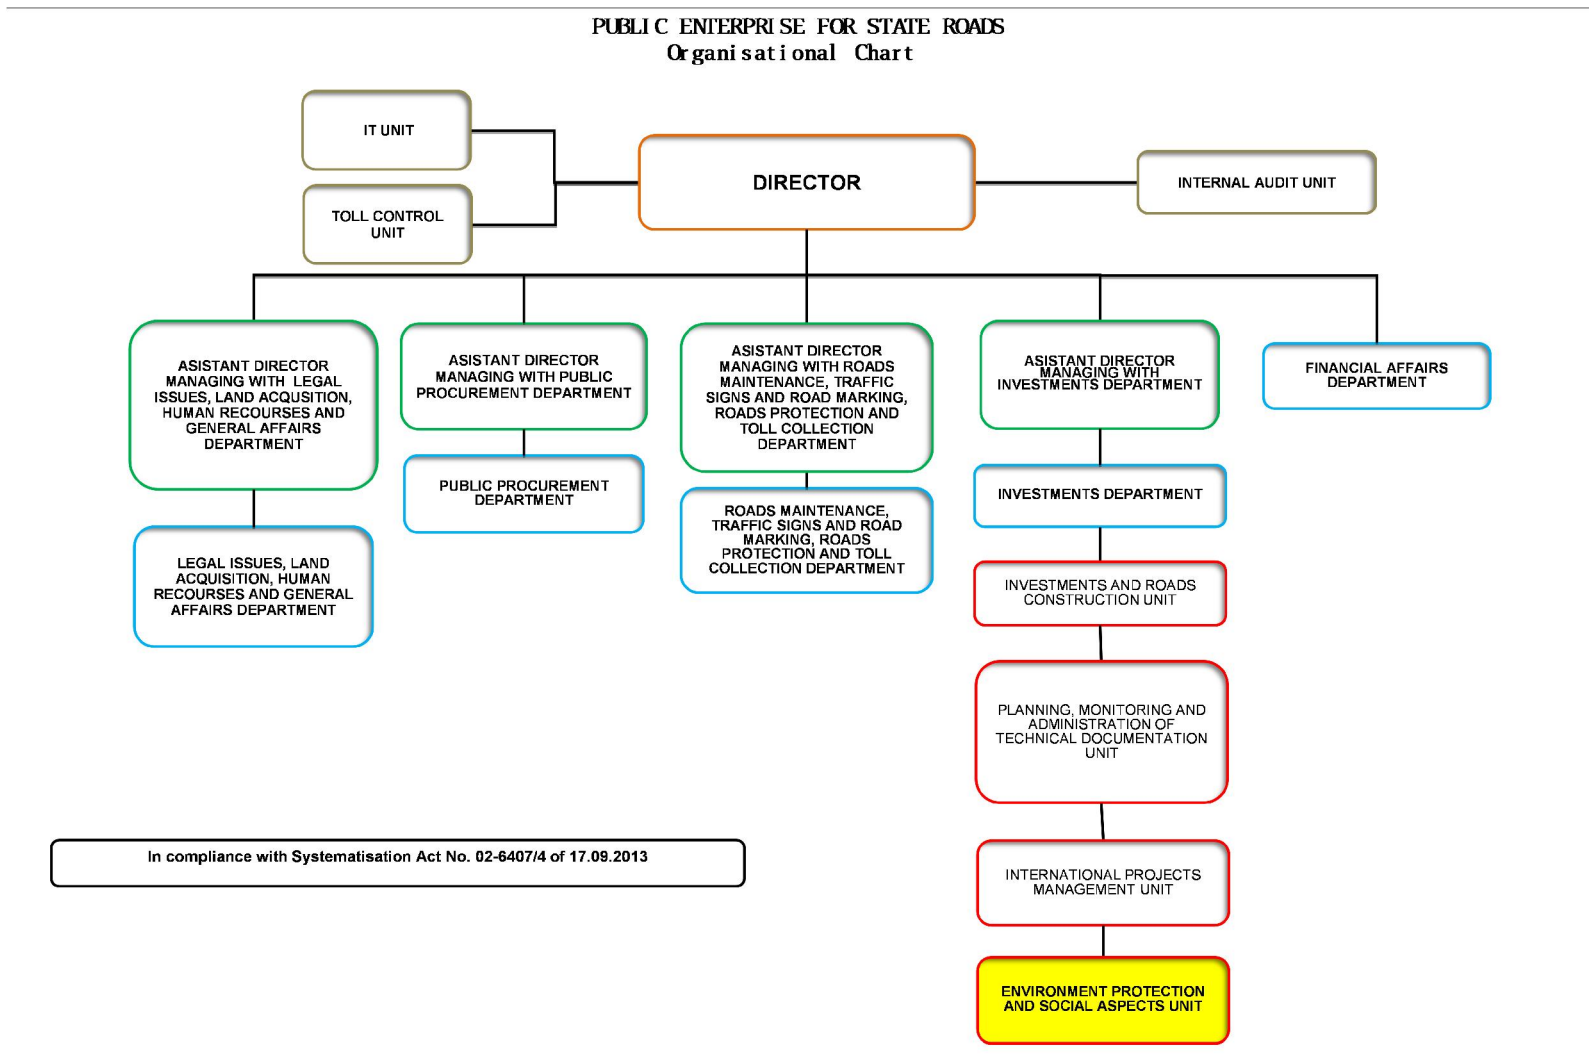 PUBLIC ENTERPRISE FOR STATE ROADS
Organisational Chart
IT UNIT
TOLL CONTROL
UNIT
DIRECTOR
INTERNAL AUDIT UNIT
ASISTANT DIRECTOR
MANAGING WITH LEGAL
ISSUES, LAND ACQUSITION,
HUMAN RECOURSES AND
GENERAL AFFAIRS
DEPARTMENT
ASISTANT DIRECTOR
MANAGING WITH PUBLIC
PROCUREMENT DEPARTMENT
ASISTANT DIRECTOR
MANAGING WITH ROADS
MAINTENANCE, TRAFFIC
SIGNS AND ROAD MARKING,
ROADS PROTECTION AND
TOLL COLLECTION
DEPARTMENT
ASISTANT DIRECTOR
MANAGING WITH
INVESTMENTS DEPARTMENT
FINANCIAL AFFAIRS
DEPARTMENT
LEGAL ISSUES, LAND
ACQUISITION, HUMAN
RECOURSES AND GENERAL
AFFAIRS DEPARTMENT
PUBLIC PROCUREMENT
DEPARTMENT
ROADS MAINTENANCE,
TRAFFIC SIGNS AND ROAD
MARKING, ROADS
PROTECTION AND TOLL
COLLECTION DEPARTMENT
INVESTMENTS DEPARTMENT
INVESTMENTS AND ROADS
CONSTRUCTION UNIT
PLANNING, MONITORING AND
ADMINISTRATION OF
TECHNICAL DOCUMENTATION
UNIT
INTERNATIONAL PROJECTS
MANAGEMENT UNIT
ENVIRONMENT PROTECTION
AND SOCIAL ASPECTS UNIT
In compliance with Systematisation Act No. 02-6407/4 of 17.09.2013